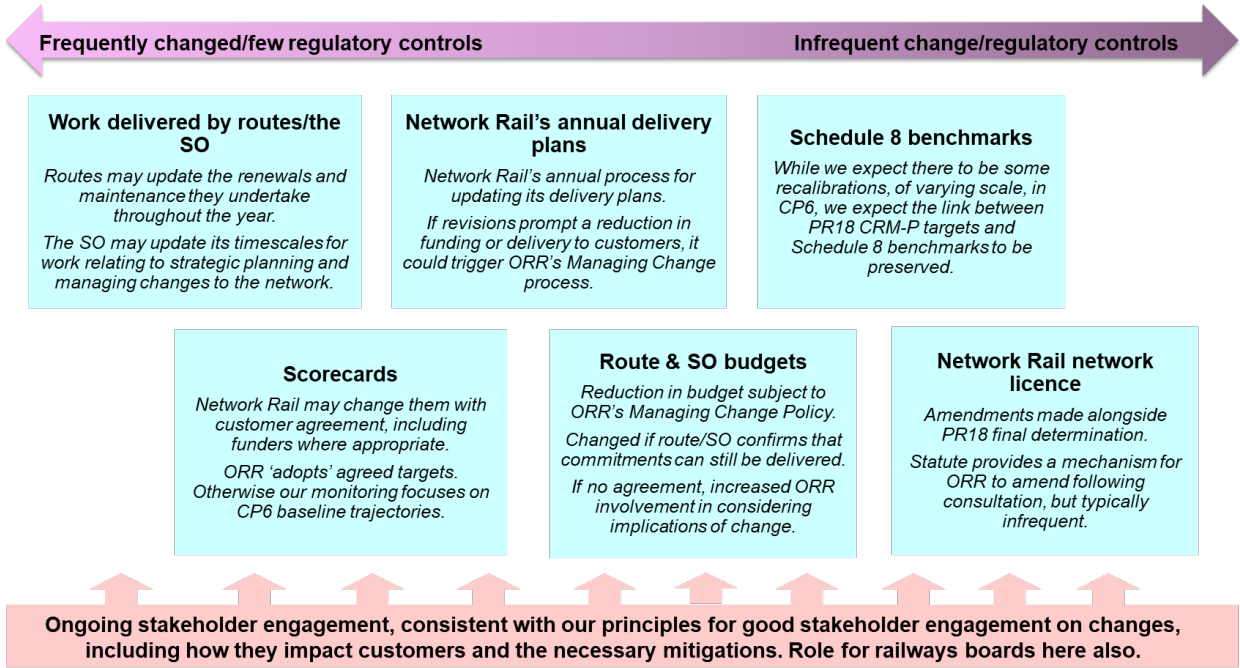 Frequently changed/few regulatory controls
Infrequent change/regulatory controls
Work delivered by routes/the
SO
Routes may update the renewals and
maintenance they undertake
throughout the year.
The SO may update its timescales for
work relating to strategic planning and
managing changes to the network.
Network Rail’s annual delivery
plans
Network Rail’s annual process for
updating its delivery plans.
If revisions prompt a reduction in
funding or delivery to customers, it
could trigger ORR’s Managing Change
process.
Schedule 8 benchmarks
While we expect there to be some
recalibrations, of varying scale, in
CP6, we expect the link between
PR18 CRM-P targets and
Schedule 8 benchmarks to be
preserved.
Scorecards
Network Rail may change them with
customer agreement, including
funders where appropriate.
ORR ‘adopts’ agreed targets.
Otherwise our monitoring focuses on
CP6 baseline trajectories.
Route & SO budgets
Reduction in budget subject to
ORR’s Managing Change Policy.
Changed if route/SO confirms that
commitments can still be delivered.
If no agreement, increased ORR
involvement in considering
implications of change.
Network Rail network
licence
Amendments made alongside
PR18 final determination.
Statute provides a mechanism for
ORR to amend following
consultation, but typically
infrequent.
Ongoing stakeholder engagement, consistent with our principles for good stakeholder engagement on changes,
including how they impact customers and the necessary mitigations. Role for railways boards here also.